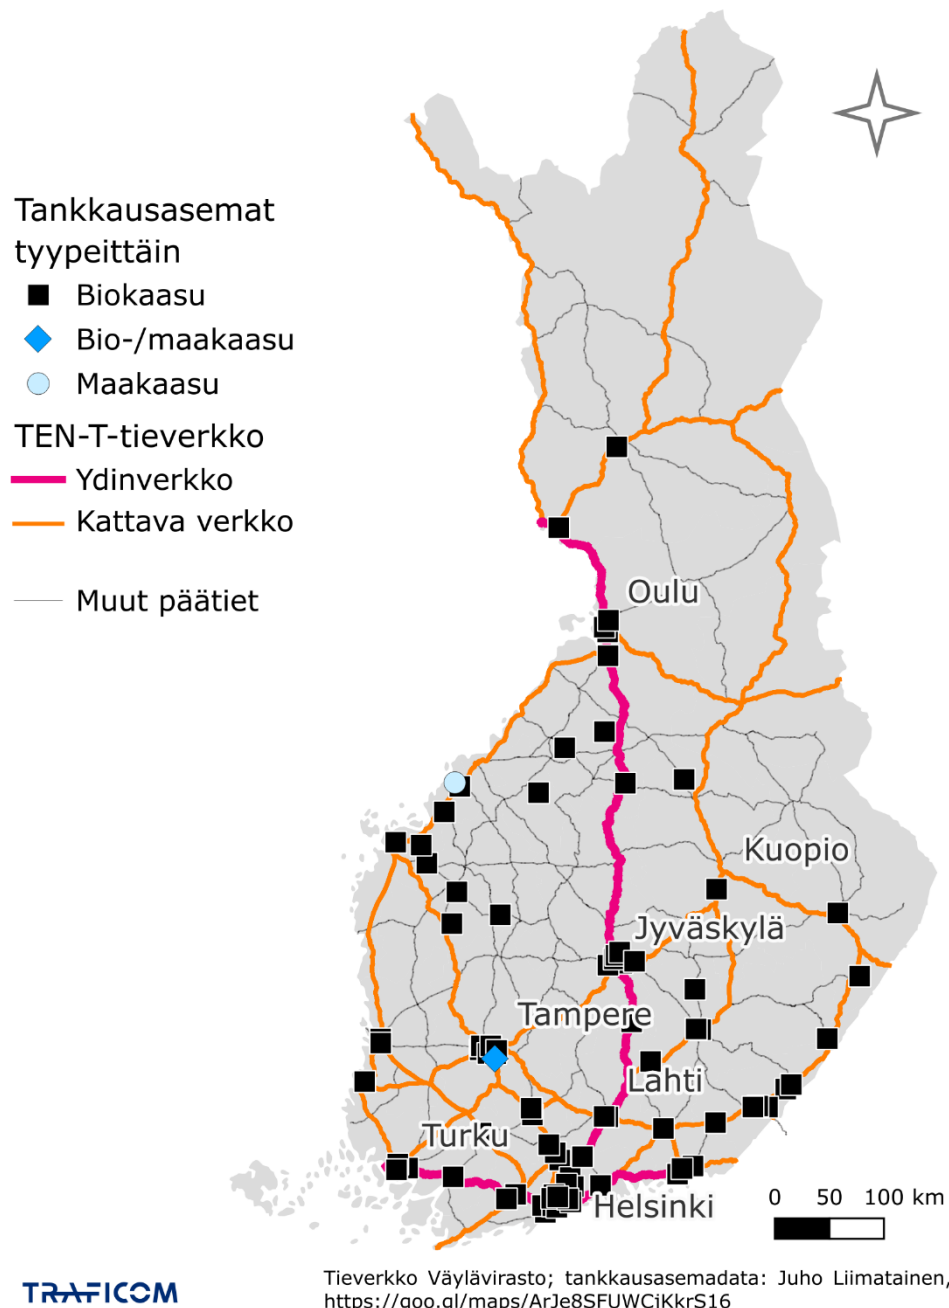 Tankkausasemat
tyypeittäin
Biokaasu
Bio-/maakaasu
Maakaasu
TEN-T-tieverkko
Ydinverkko
Kattava verkko
Muut päätiet
Oulu
Kuopio
Jyväskylä
Tampere
Lahti
Turku
Helsinki
0 50 100 km
TRAFICOM
Tieverkko Väylävirasto; tankkausasemadata: Juho Liimatainen,
https://goo.gl/maps/ArJe8SFUWCiKkrS16